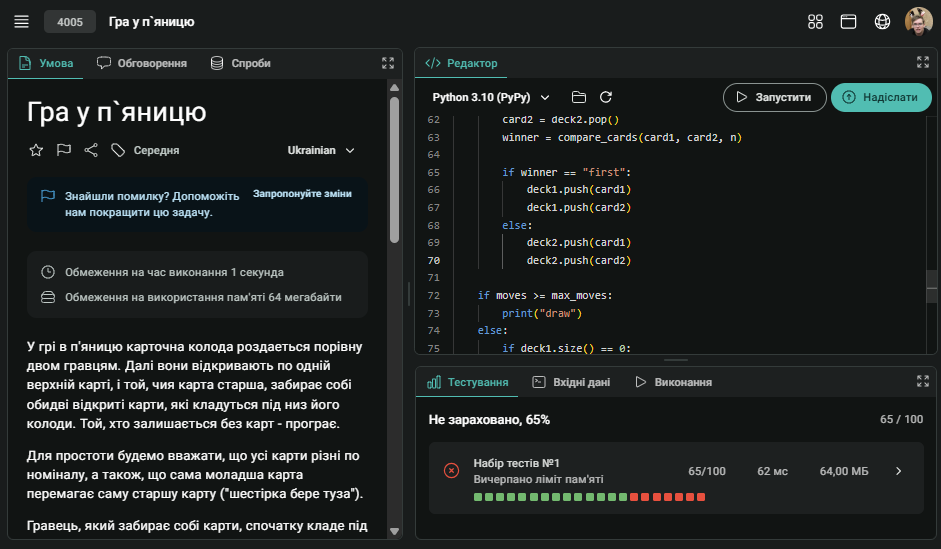 4005 Гра у п`яницю
Умова Обговорення Спроби
Гра у п`яницю
Середня Ukrainian
Знайшли помилку? Допоможіть нам покращити цю задачу. Запропонуйте зміни
Обмеження на час виконання 1 секунда
Обмеження на використання пам'яті 64 мегабайти
У грі в п'яницю карточна колода роздається порівну
двом гравцям. Далі вони відкривають по одній
верхній карті, і той, чия карта старша, забирає собі
обидві відкриті карти, які кладуться під низ його
колоди. Той, хто залишається без карт - програє.
Для простоти будемо вважати, що усі карти різні по
номіналу, а також, що сама молодша карта
перемагає саму старшу карту ("шестірка бере туза").
Гравець, який забирає собі карти, спочатку кладе під
Редактор
Python 3.10 (PyPy) Запустити Надіслати
62 card2 = deck2.pop()
63 winner = compare_cards(card1, card2, n)
64
65 if winner == "first":
66 deck1.push(card1)
67 deck1.push(card2)
68 else:
69 deck2.push(card1)
70 deck2.push(card2)
71
72 if moves >= max_moves:
73 print("draw")
74 else:
75 if deck1.size() == 0:
Тестування Вхідні дані Виконання
Не зараховано, 65% 65 / 100
Набір тестів №1 65/100 62 мс 64,00 МБ
Вичерпано ліміт пам'яті